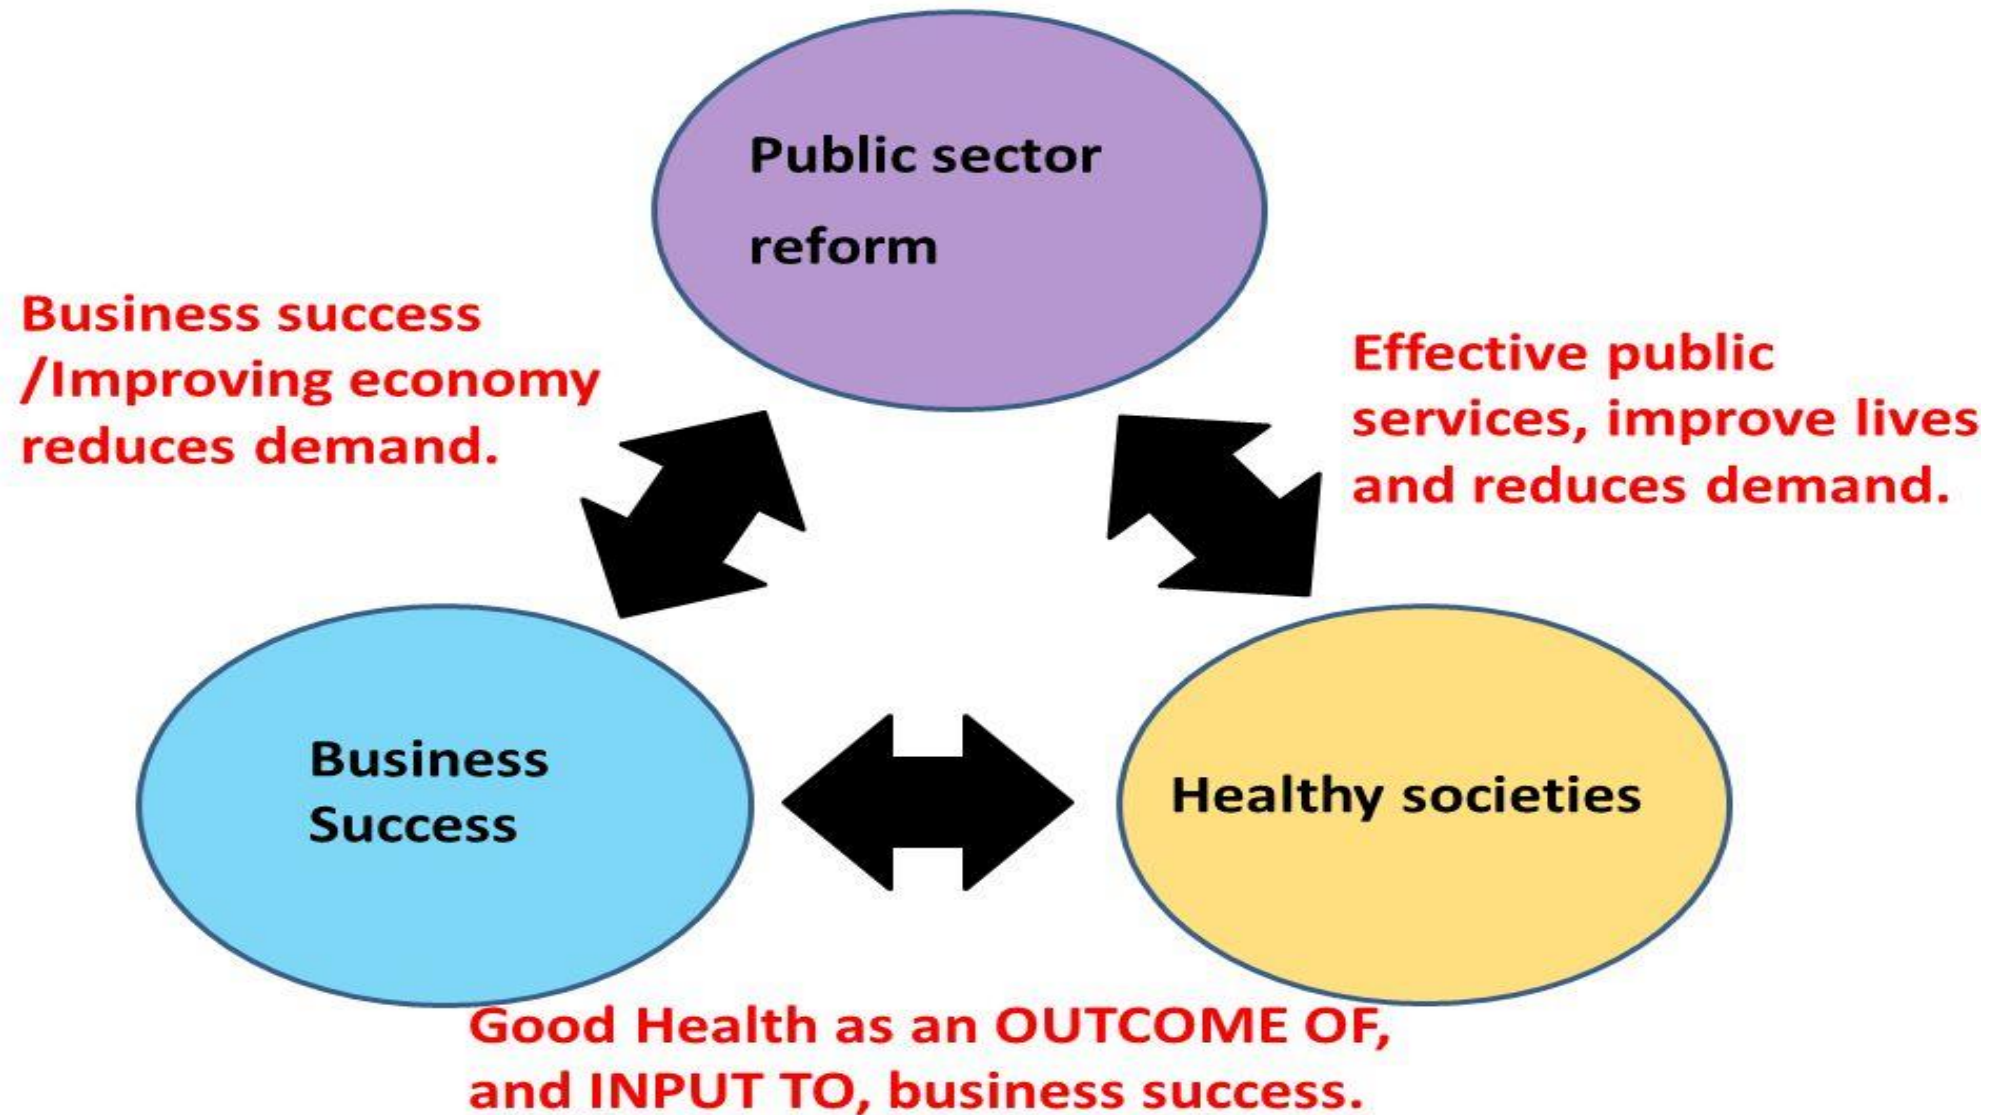 Public sector
reform
Business success
/Improving economy
reduces demand.
Effective public
services, improve lives
and reduces demand.
Business
Success
Healthy societies
Good Health as an OUTCOME OF,
and INPUT TO, business success.